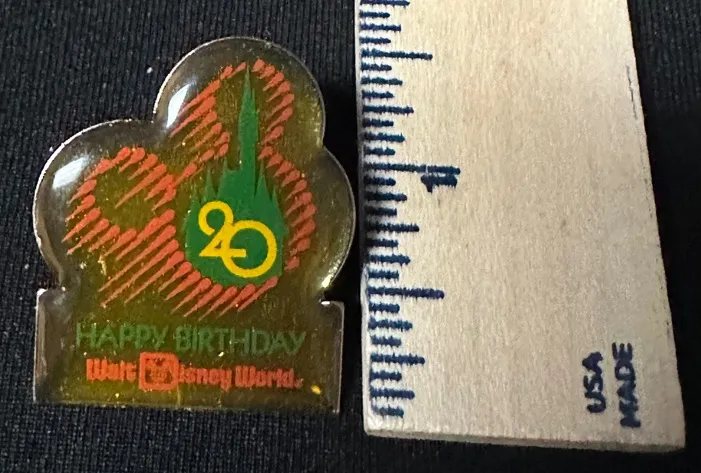 20
HAPPY BIRTHDAY
Walt Disney World.
1
USA
MADE